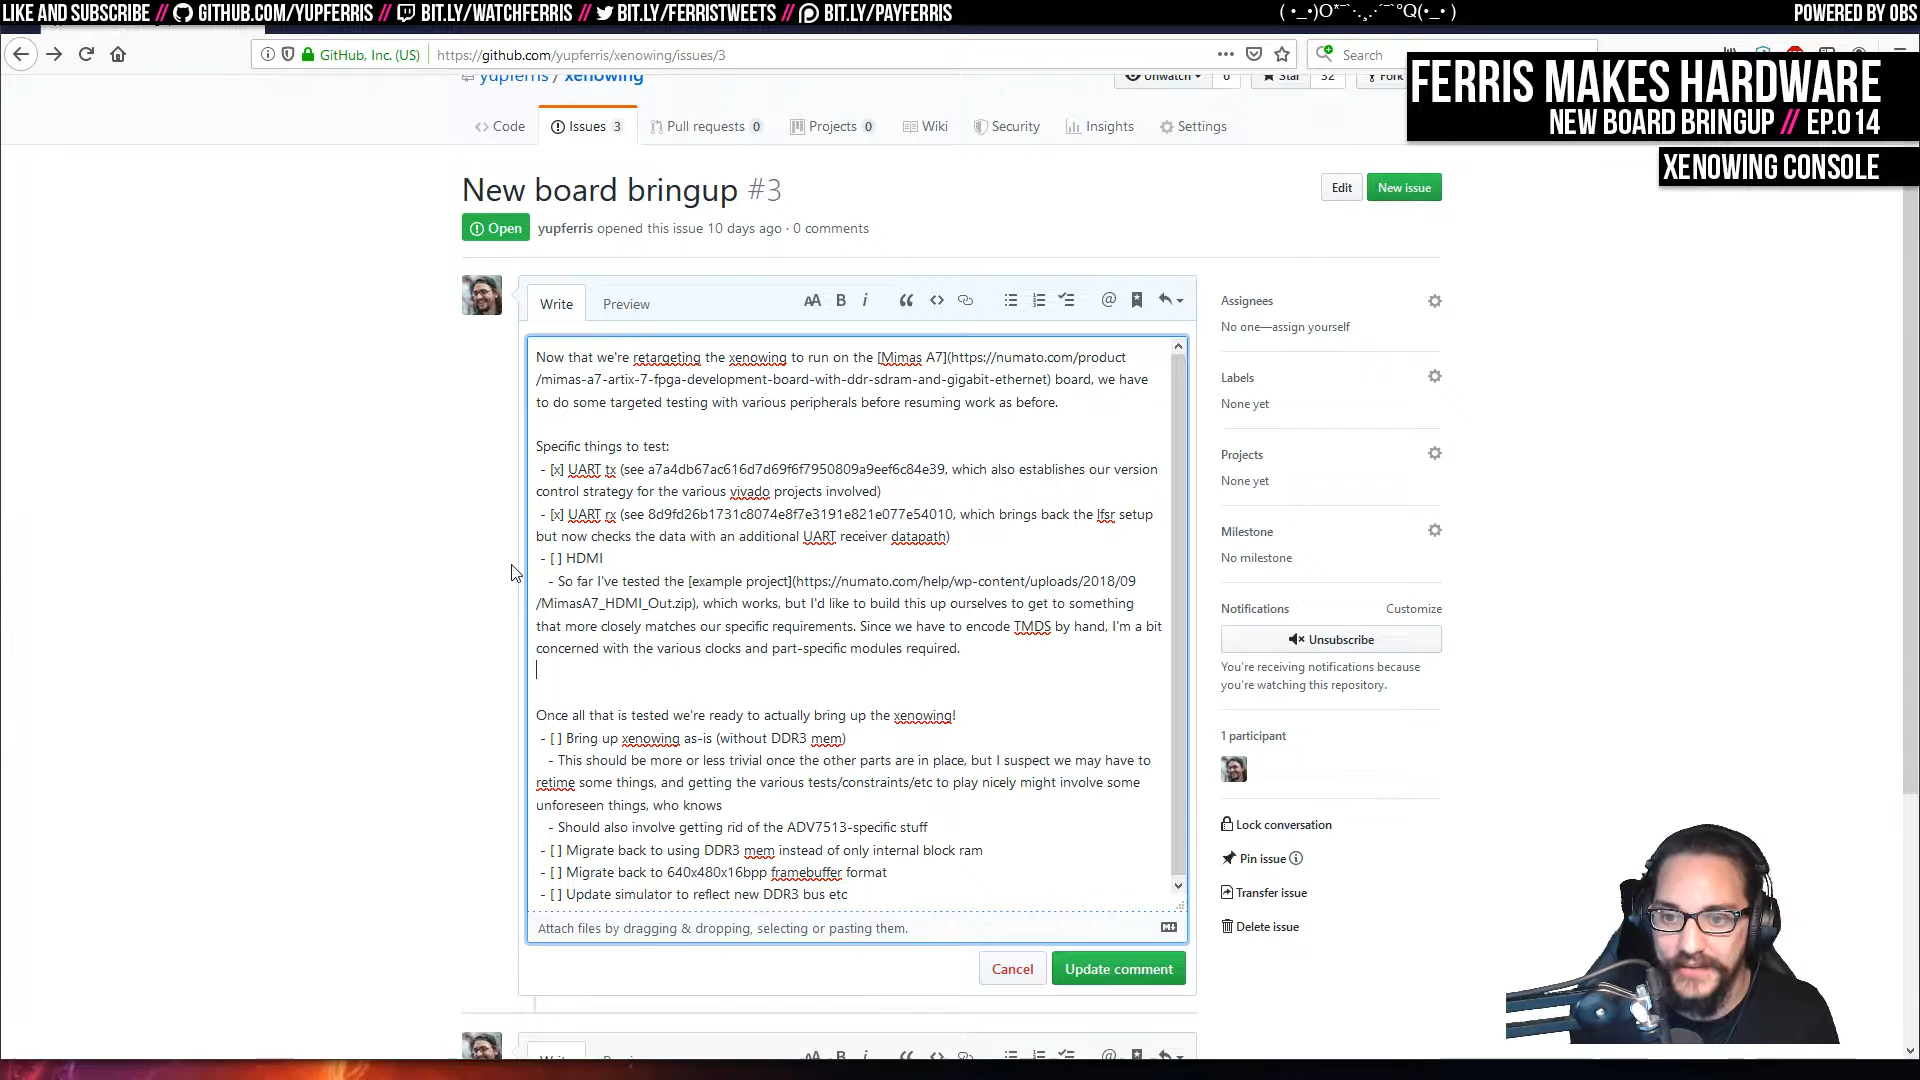 LIKE AND SUBSCRIBE // GITHUB.COM/YUPFERRIS // BIT.LY/WATCHFERRIS // BIT.LY/FERRISTWEETS // BIT.LY/PAYFERRIS
POWERED BY OBS
GitHub, Inc. (US) https://github.com/yupferris/xenowing/issues/3
Search
FERRIS MAKES HARDWARE
NEW BOARD BRINGUP // EP.014
XENOWING CONSOLE
yupferris / xenowing
Unwatch 6 Star 32 Fork
Code Issues 3 Pull requests 0 Projects 0 Wiki Security Insights Settings
New board bringup #3
Edit New issue
Open yupferris opened this issue 10 days ago · 0 comments
Write Preview
Now that we're retargeting the xenowing to run on the [Mimas A7](https://numato.com/product
/mimas-a7-artix-7-fpga-development-board-with-ddr-sdram-and-gigabit-ethernet) board, we have
to do some targeted testing with various peripherals before resuming work as before.
Specific things to test:
- [x] UART tx (see a7a4db67ac616d7d69f6f7950809a9eef6c84e39, which also establishes our version
control strategy for the various vivado projects involved)
- [x] UART rx (see 8d9fd26b1731c8074e8f7e3191e821e077e54010, which brings back the lfsr setup
but now checks the data with an additional UART receiver datapath)
- [ ] HDMI
- So far I've tested the [example project](https://numato.com/help/wp-content/uploads/2018/09
/MimasA7_HDMI_Out.zip), which works, but I'd like to build this up ourselves to get to something
that more closely matches our specific requirements. Since we have to encode TMDS by hand, I'm a bit
concerned with the various clocks and part-specific modules required.
Once all that is tested we're ready to actually bring up the xenowing!
- [ ] Bring up xenowing as-is (without DDR3 mem)
- This should be more or less trivial once the other parts are in place, but I suspect we may have to
retime some things, and getting the various tests/constraints/etc to play nicely might involve some
unforeseen things, who knows
- Should also involve getting rid of the ADV7513-specific stuff
- [ ] Migrate back to using DDR3 mem instead of only internal block ram
- [ ] Migrate back to 640x480x16bpp framebuffer format
- [ ] Update simulator to reflect new DDR3 bus etc
Attach files by dragging & dropping, selecting or pasting them.
Cancel Update comment
Assignees
No one—assign yourself
Labels
None yet
Projects
None yet
Milestone
No milestone
Notifications Customize
Unsubscribe
You're receiving notifications because
you're watching this repository.
1 participant
Lock conversation
Pin issue
Transfer issue
Delete issue